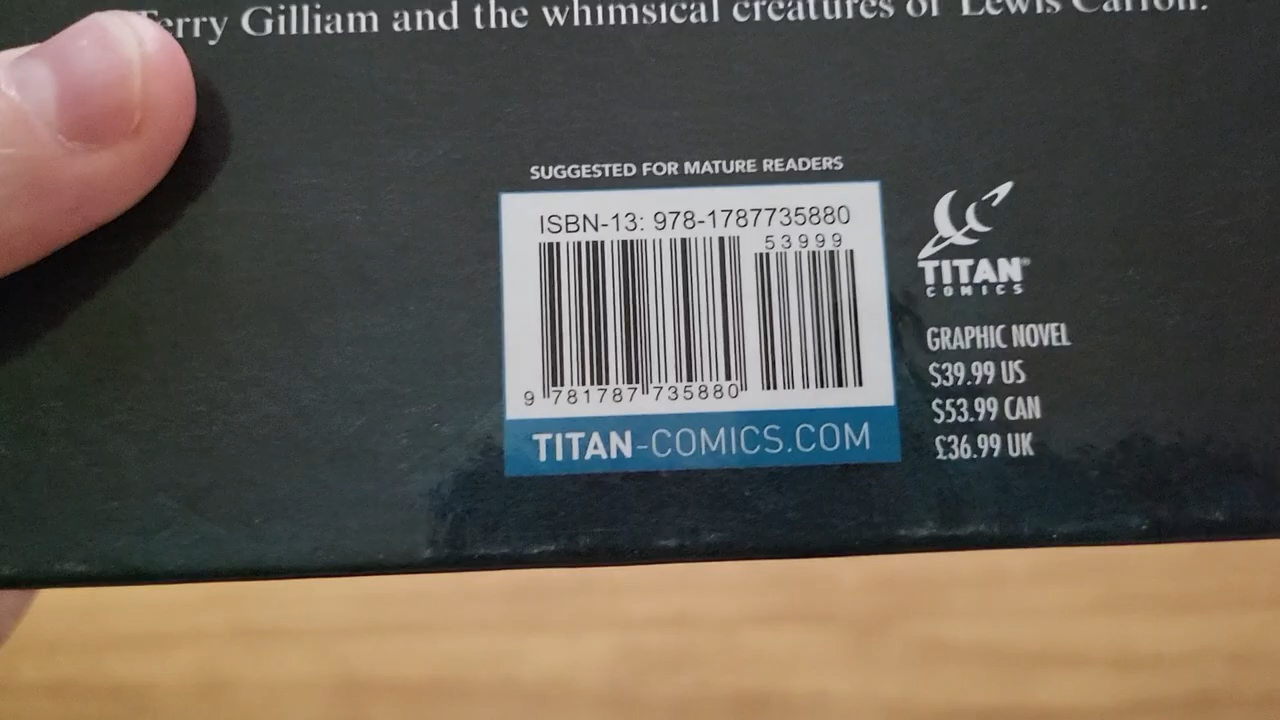 Terry Gilliam and the whimsical creatures of Lewis Carroll.
SUGGESTED FOR MATURE READERS
ISBN-13: 978-1787735880
53999
9 781787 735880
TITAN-COMICS.COM
TITAN®
COMICS
GRAPHIC NOVEL
$39.99 US
$53.99 CAN
£36.99 UK